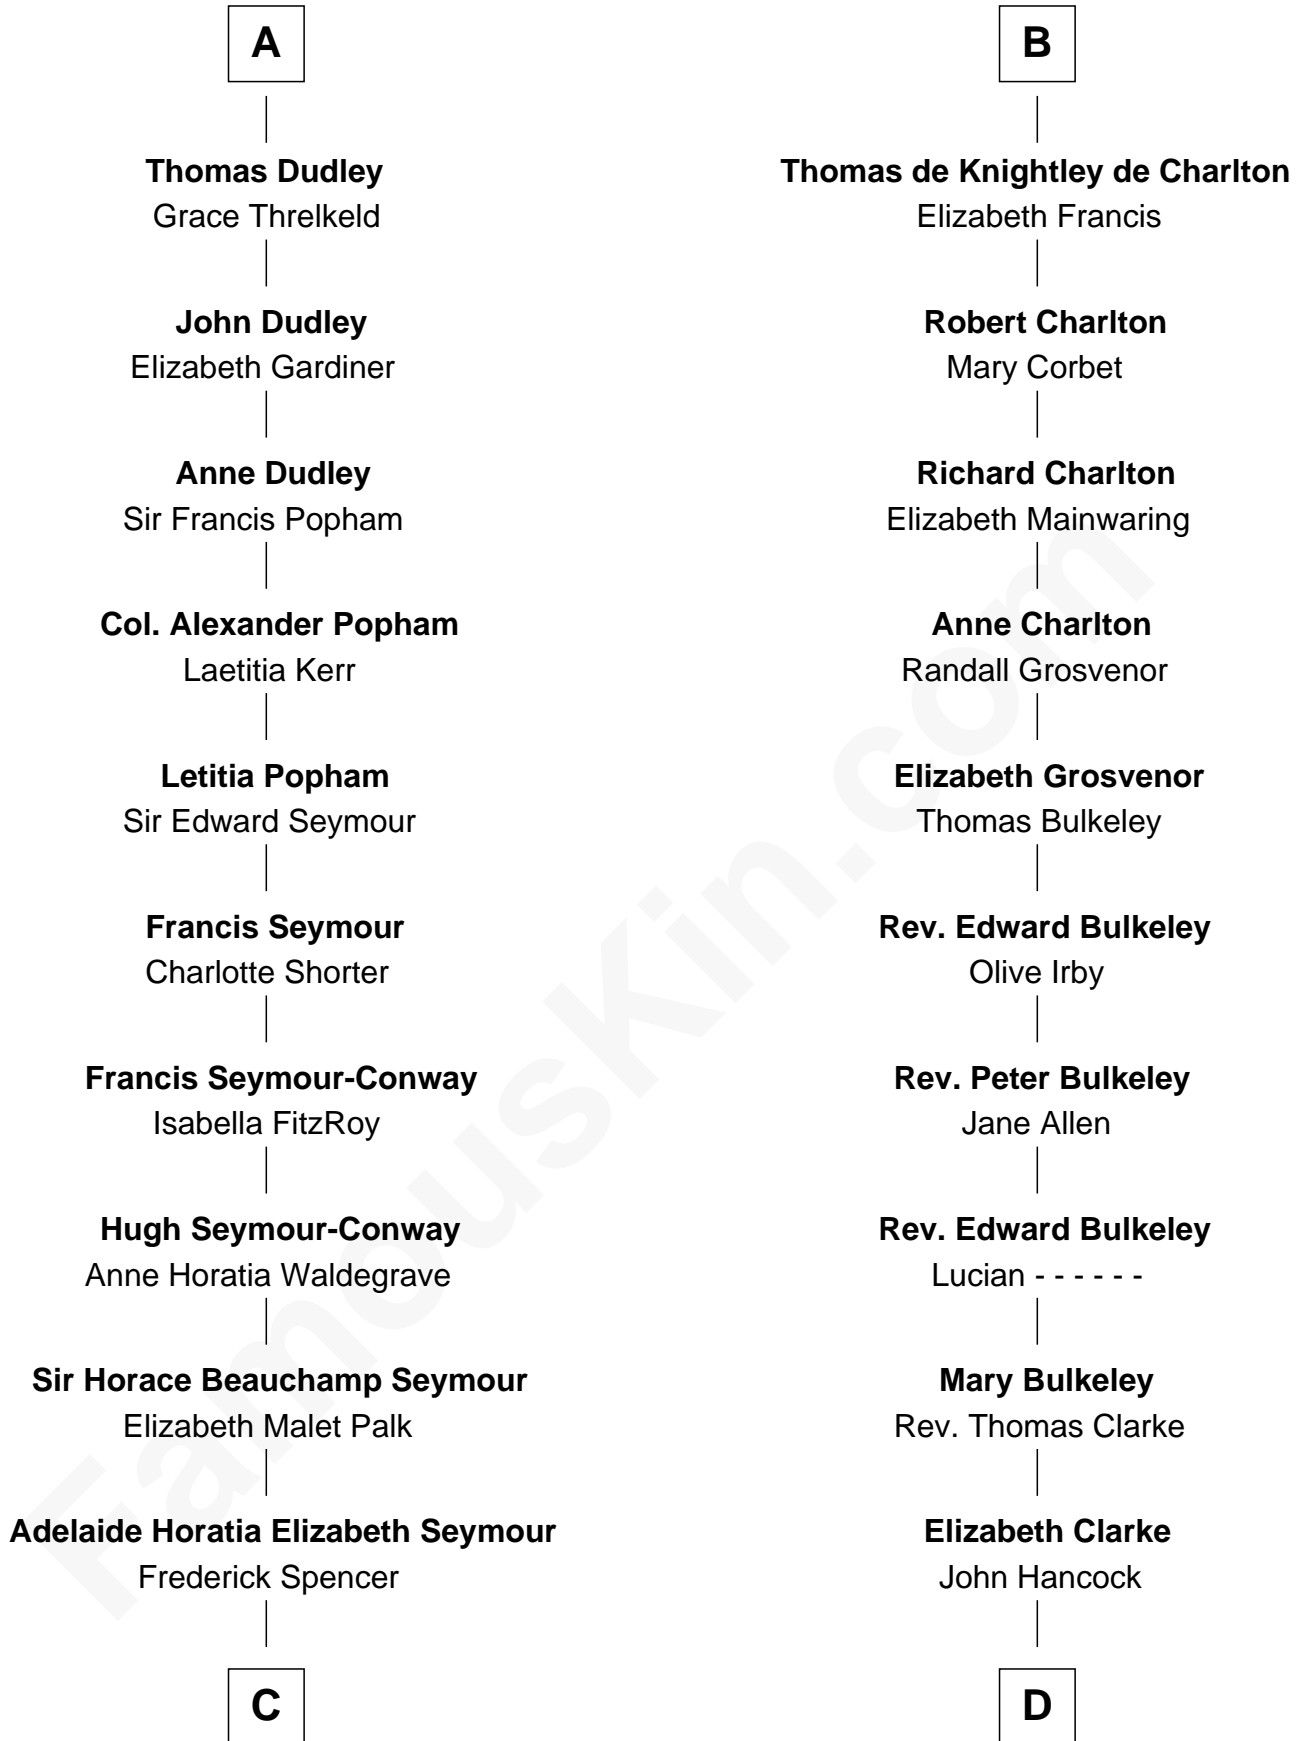 A
Thomas Dudley
Grace Threlkeld
John Dudley
Elizabeth Gardiner
Anne Dudley
Sir Francis Popham
Col. Alexander Popham
Laetitia Kerr
Letitia Popham
Sir Edward Seymour
Francis Seymour
Charlotte Shorter
Francis Seymour-Conway
Isabella FitzRoy
Hugh Seymour-Conway
Anne Horatia Waldegrave
Sir Horace Beauchamp Seymour
Elizabeth Malet Palk
Adelaide Horatia Elizabeth Seymour
Frederick Spencer
C
B
Thomas de Knightley de Charlton
Elizabeth Francis
Robert Charlton
Mary Corbet
Richard Charlton
Elizabeth Mainwaring
Anne Charlton
Randall Grosvenor
Elizabeth Grosvenor
Thomas Bulkeley
Rev. Edward Bulkeley
Olive Irby
Rev. Peter Bulkeley
Jane Allen
Rev. Edward Bulkeley
Lucian - - - - - -
Mary Bulkeley
Rev. Thomas Clarke
Elizabeth Clarke
John Hancock
D
FamousKin.com